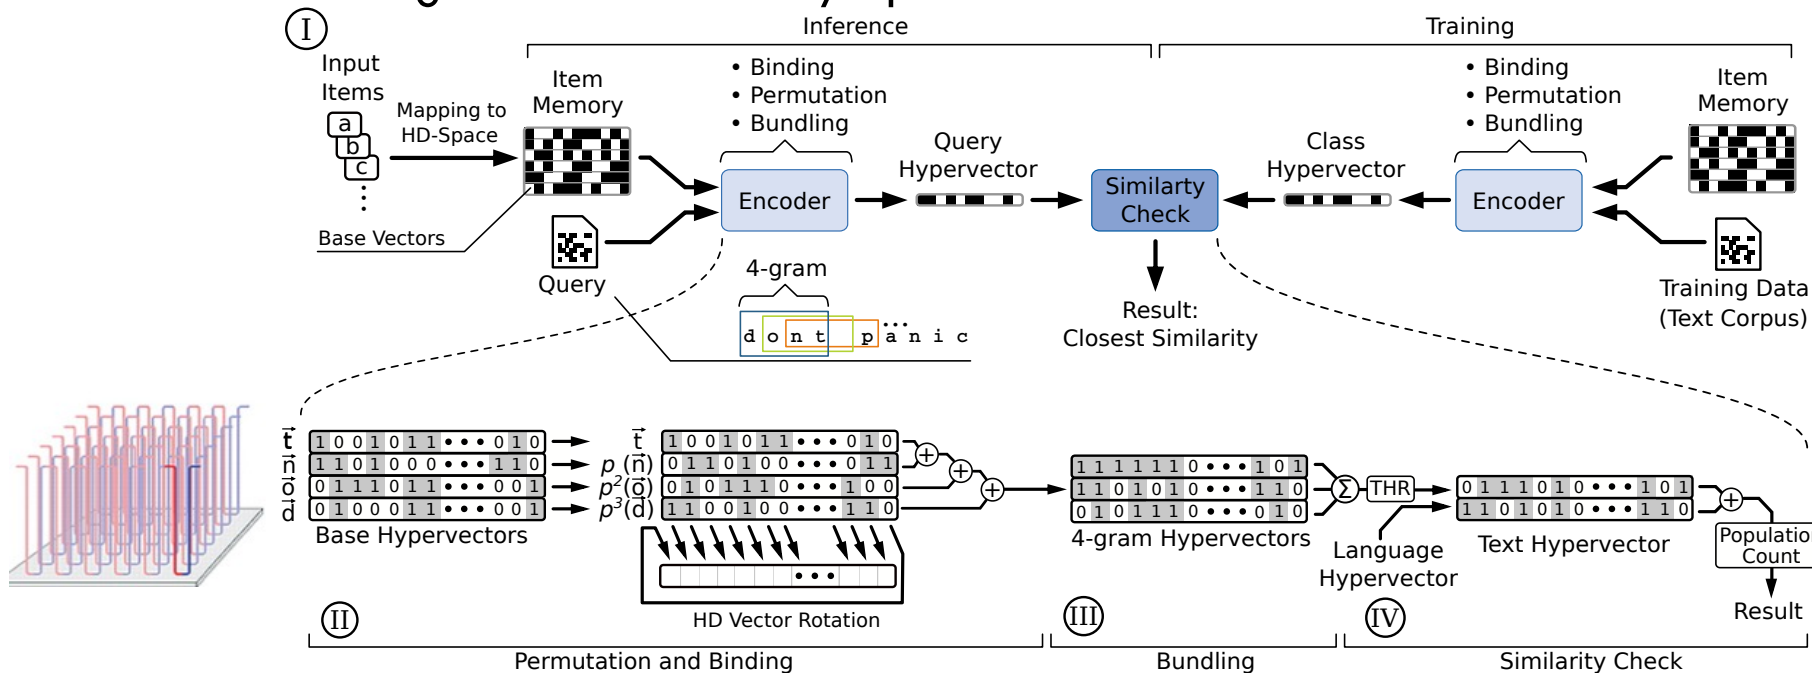 I
Inference
Training
Input
Items
a
b
c
Mapping to
HD-Space
Item
Memory
• Binding
• Permutation
• Bundling
Query
Hypervector
Class
Hypervector
• Binding
• Permutation
• Bundling
Item
Memory
Encoder
Similarty
Check
Encoder
Base Vectors
Query
4-gram
d o n t p a n i c
...
Result:
Closest Similarity
Training Data
(Text Corpus)
t 1 0 0 1 0 1 1 • • • 0 1 0
n 1 1 0 1 0 0 0 • • • 1 1 0
o 0 1 1 1 0 1 1 • • • 0 0 1
d 0 1 0 0 0 1 1 • • • 0 0 1
Base Hypervectors
t 1 0 0 1 0 1 1 • • • 0 1 0
p (n) 0 1 1 0 1 0 0 • • • 0 1 1
p²(o) 0 1 0 1 1 1 0 • • • 1 0 0
p³(d) 1 1 0 0 1 0 0 • • • 1 1 0
• • •
HD Vector Rotation
1 1 1 1 1 1 0 • • • 1 0 1
1 1 0 1 0 1 0 • • • 1 1 0
0 1 0 1 1 1 0 • • • 0 1 0
4-gram Hypervectors
Σ
THR
Language
Hypervector
0 1 1 1 0 1 0 • • • 1 0 1
1 1 0 1 0 1 0 • • • 1 1 0
Text Hypervector
Population
Count
Result
II
Permutation and Binding
III
Bundling
IV
Similarity Check